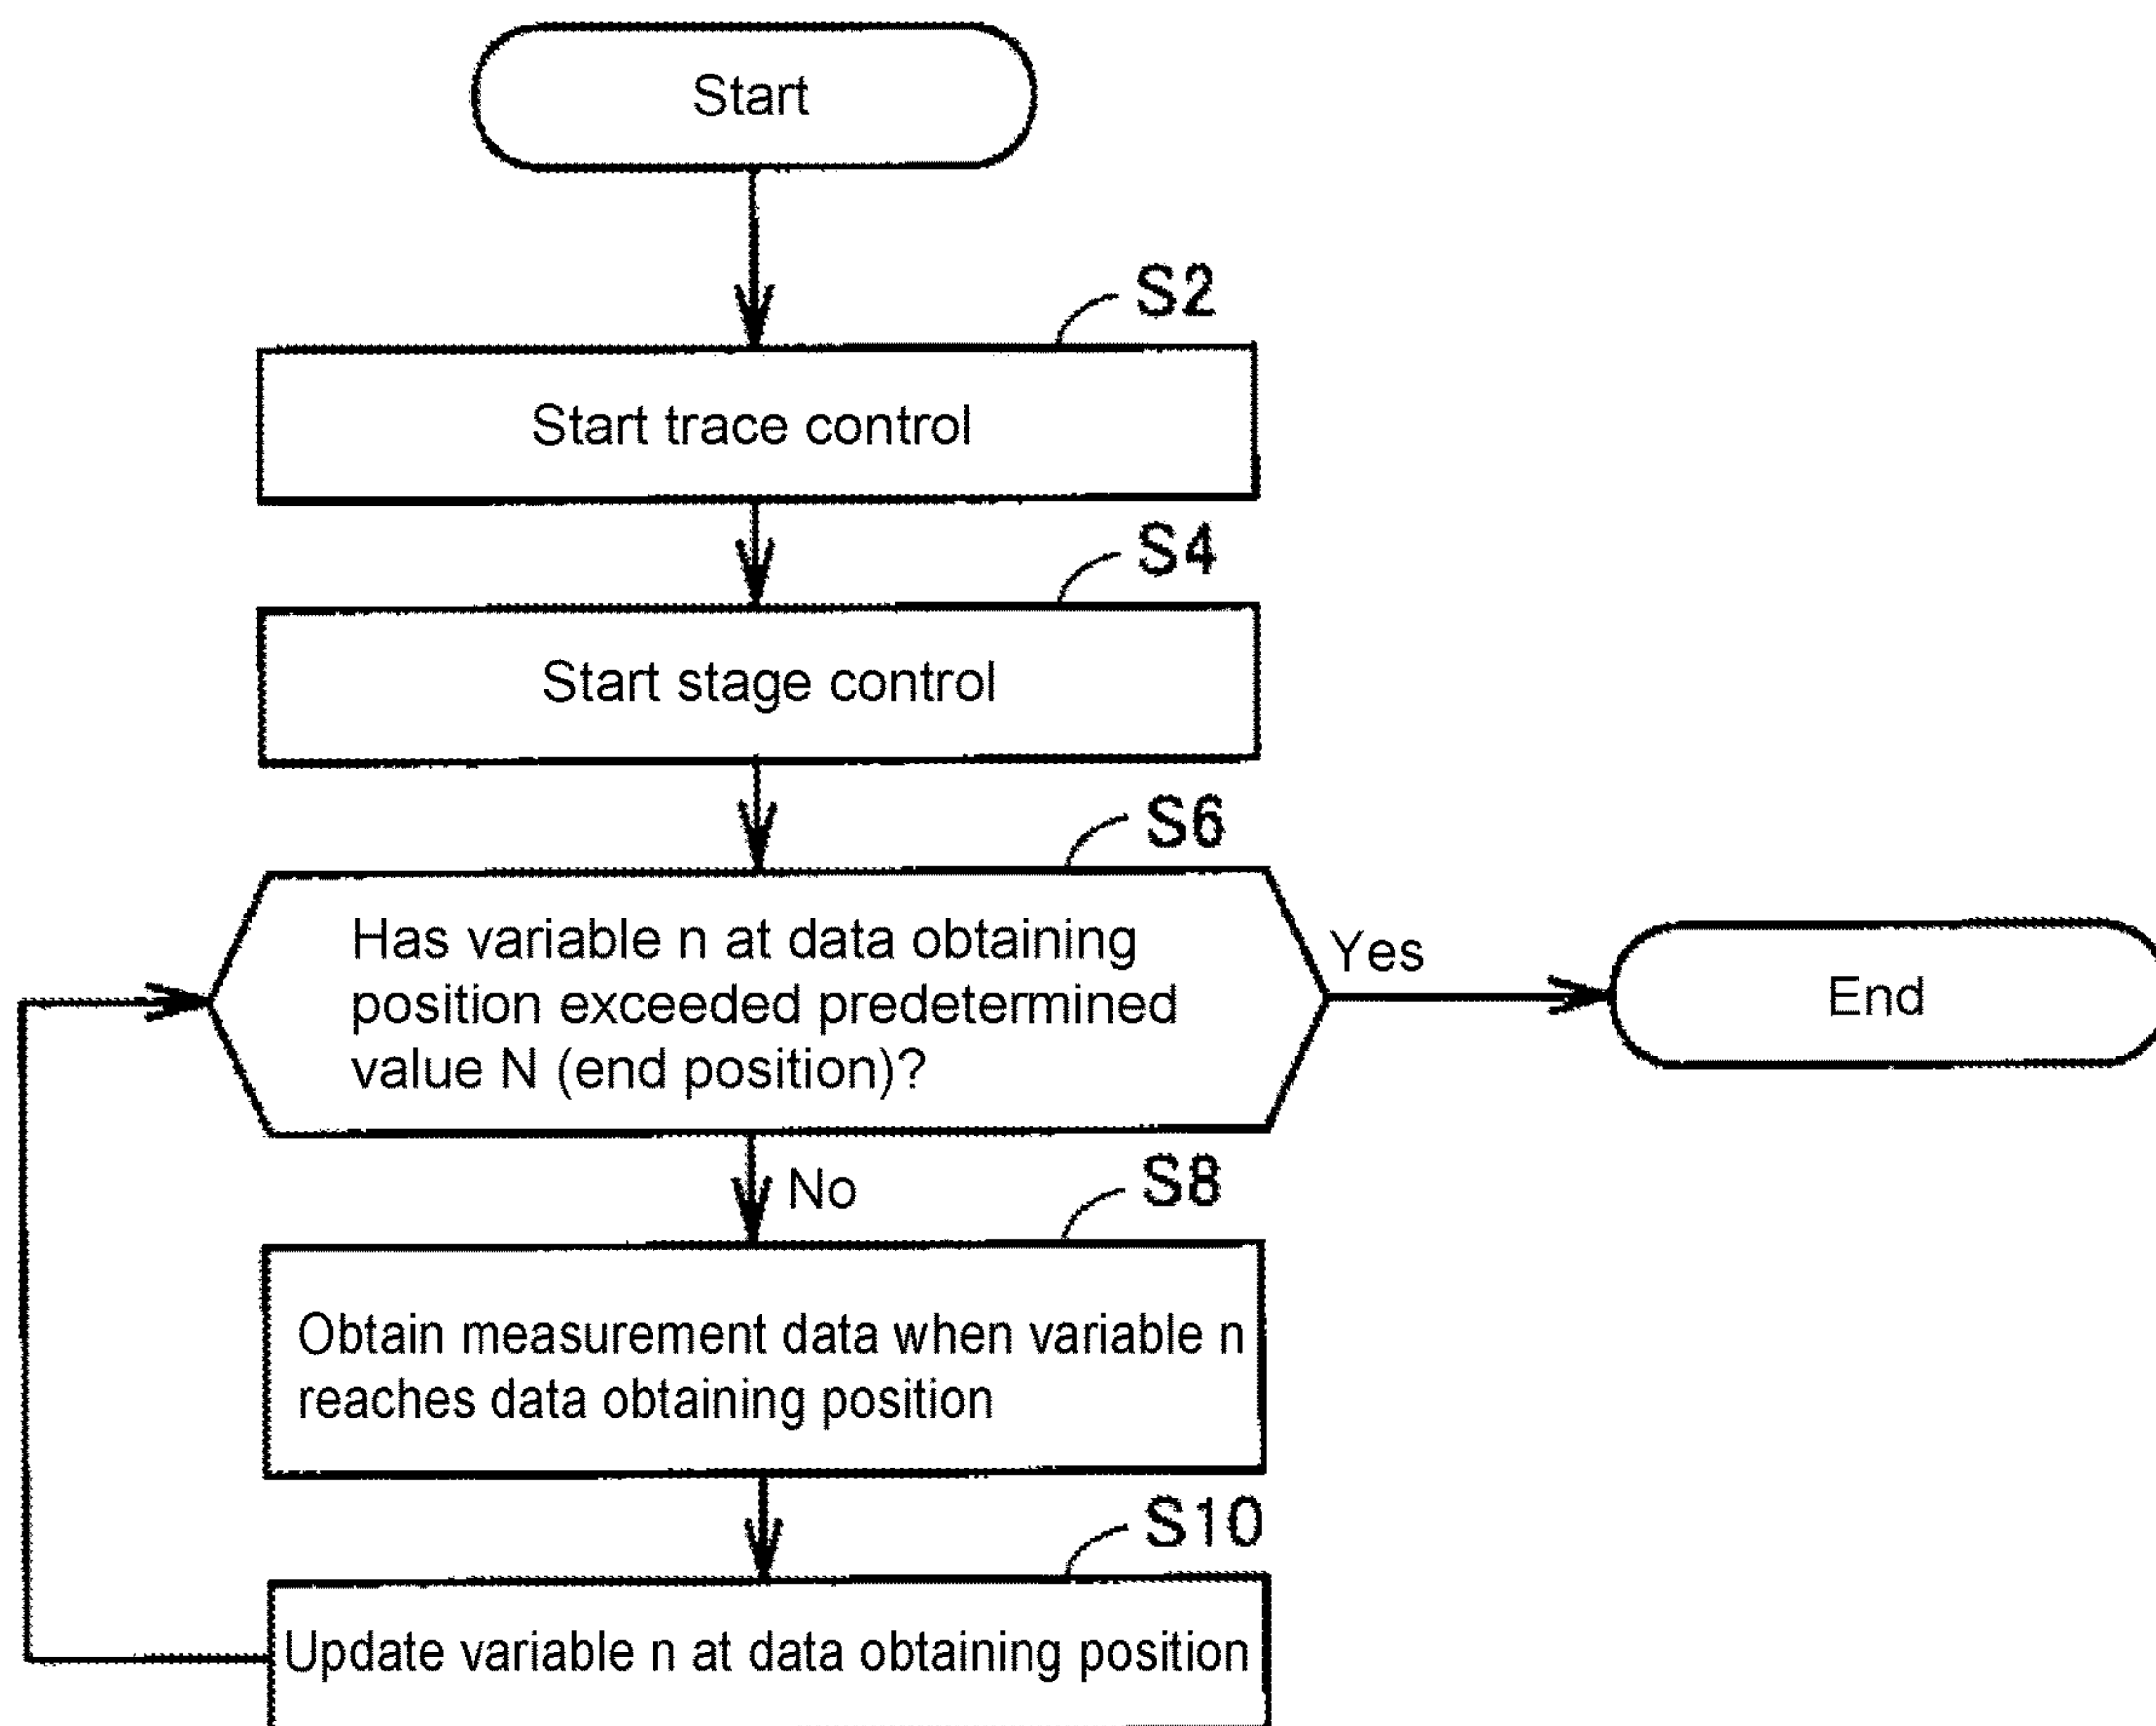 Start
S2
Start trace control
S4
Start stage control
S6
Has variable n at data obtaining
position exceeded predetermined
value N (end position)?
Yes
End
No
S8
Obtain measurement data when variable n
reaches data obtaining position
S10
Update variable n at data obtaining position